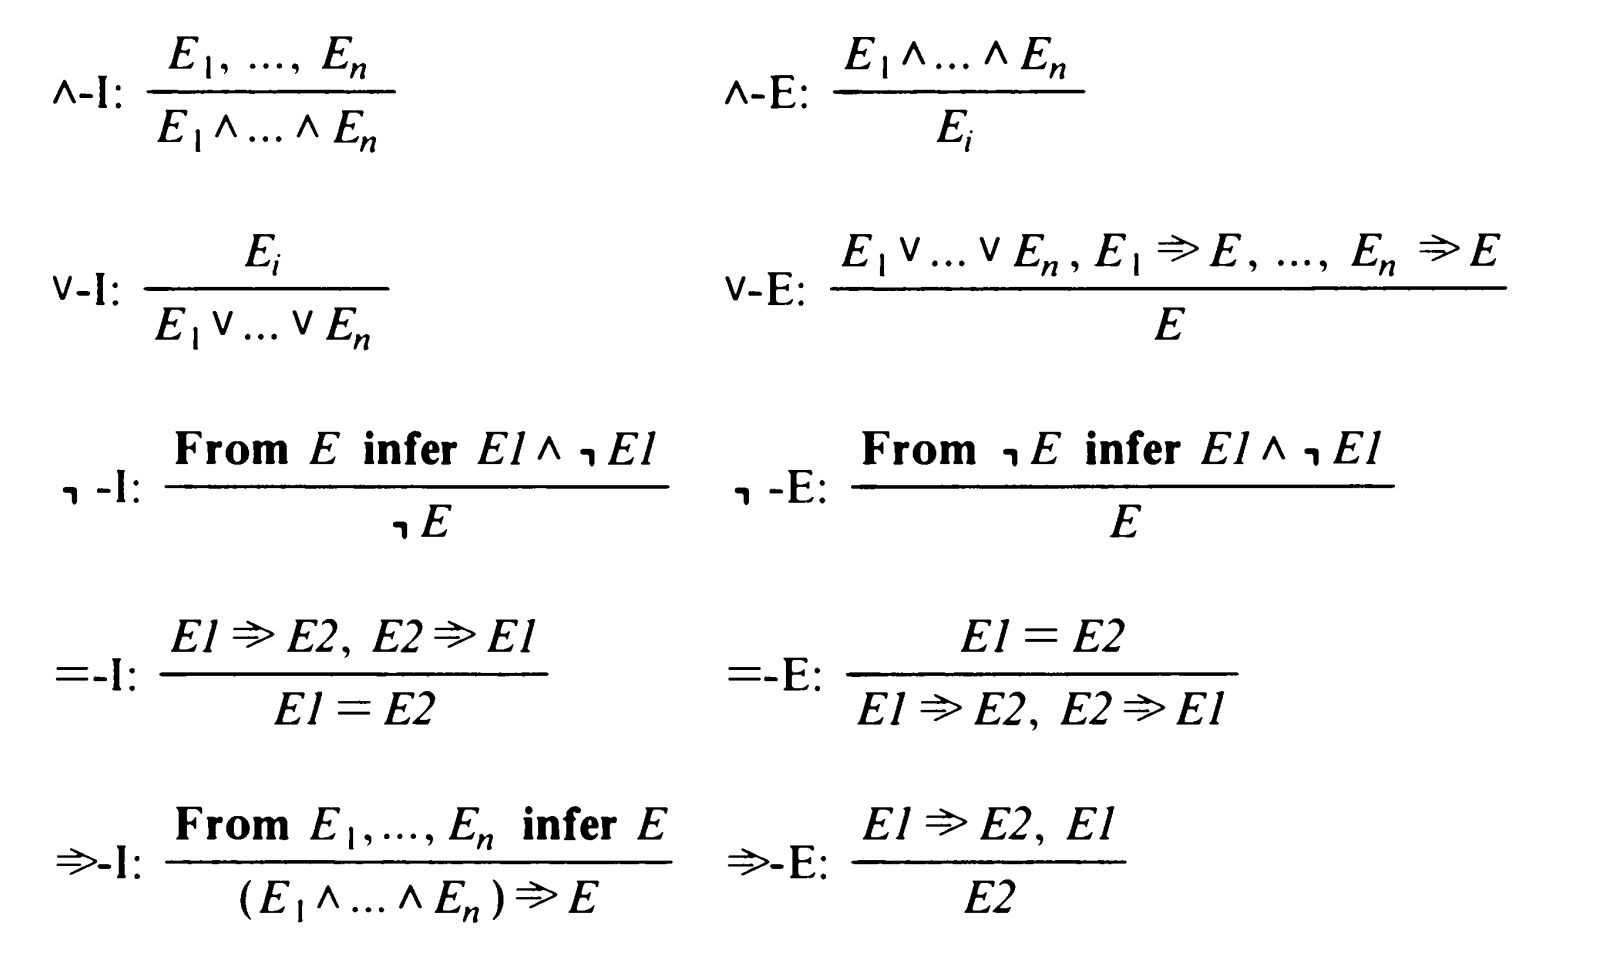 ∧-I: E₁, ..., Eₙ / E₁ ∧ ... ∧ Eₙ    ∧-E: E₁ ∧ ... ∧ Eₙ / Eᵢ
∨-I: Eᵢ / E₁ ∨ ... ∨ Eₙ    ∨-E: E₁ ∨ ... ∨ Eₙ, E₁ ⇒ E, ..., Eₙ ⇒ E / E
¬-I: From E infer E1 ∧ ¬E1 / ¬E    ¬-E: From ¬E infer E1 ∧ ¬E1 / E
=-I: E1 ⇒ E2, E2 ⇒ E1 / E1 = E2    =-E: E1 = E2 / E1 ⇒ E2, E2 ⇒ E1
⇒-I: From E₁, ..., Eₙ infer E / (E₁ ∧ ... ∧ Eₙ) ⇒ E    ⇒-E: E1 ⇒ E2, E1 / E2